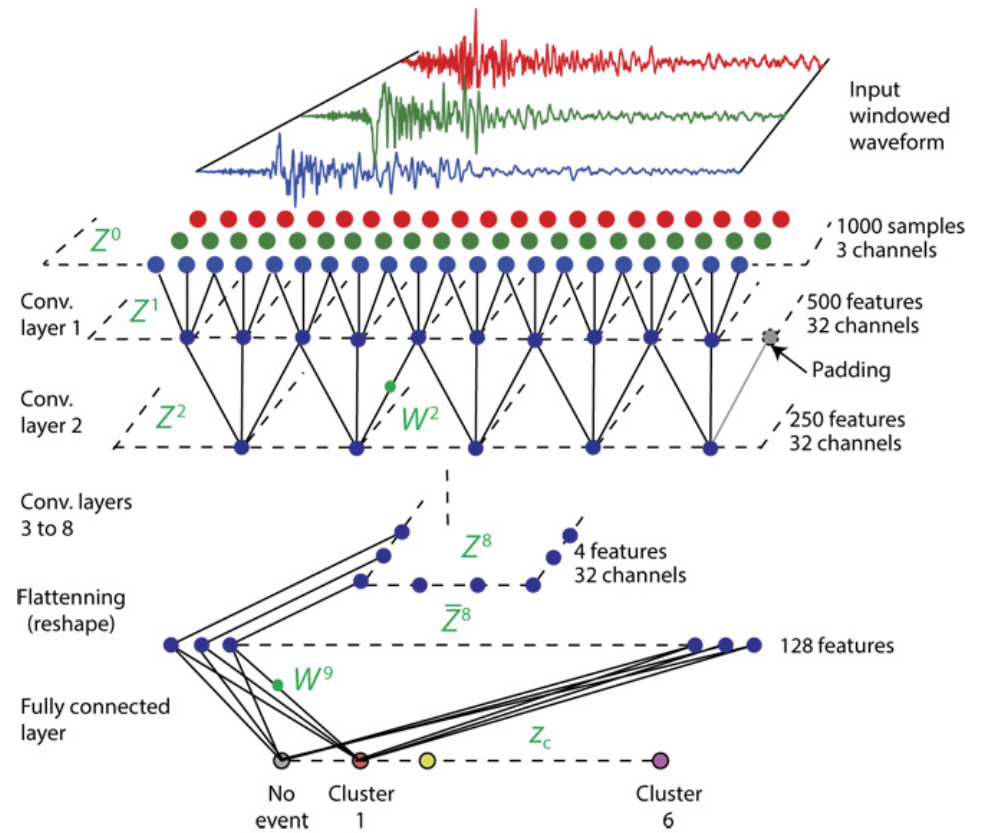 Input
windowed
waveform
Z⁰
1000 samples
3 channels
Conv.
layer 1
Z¹
500 features
32 channels
Padding
Conv.
layer 2
Z²
W²
250 features
32 channels
Conv. layers
3 to 8
Z⁸
4 features
32 channels
Flattenning
(reshape)
Z̅⁸
128 features
W⁹
Fully connected
layer
z_c
No
event
Cluster
1
Cluster
6